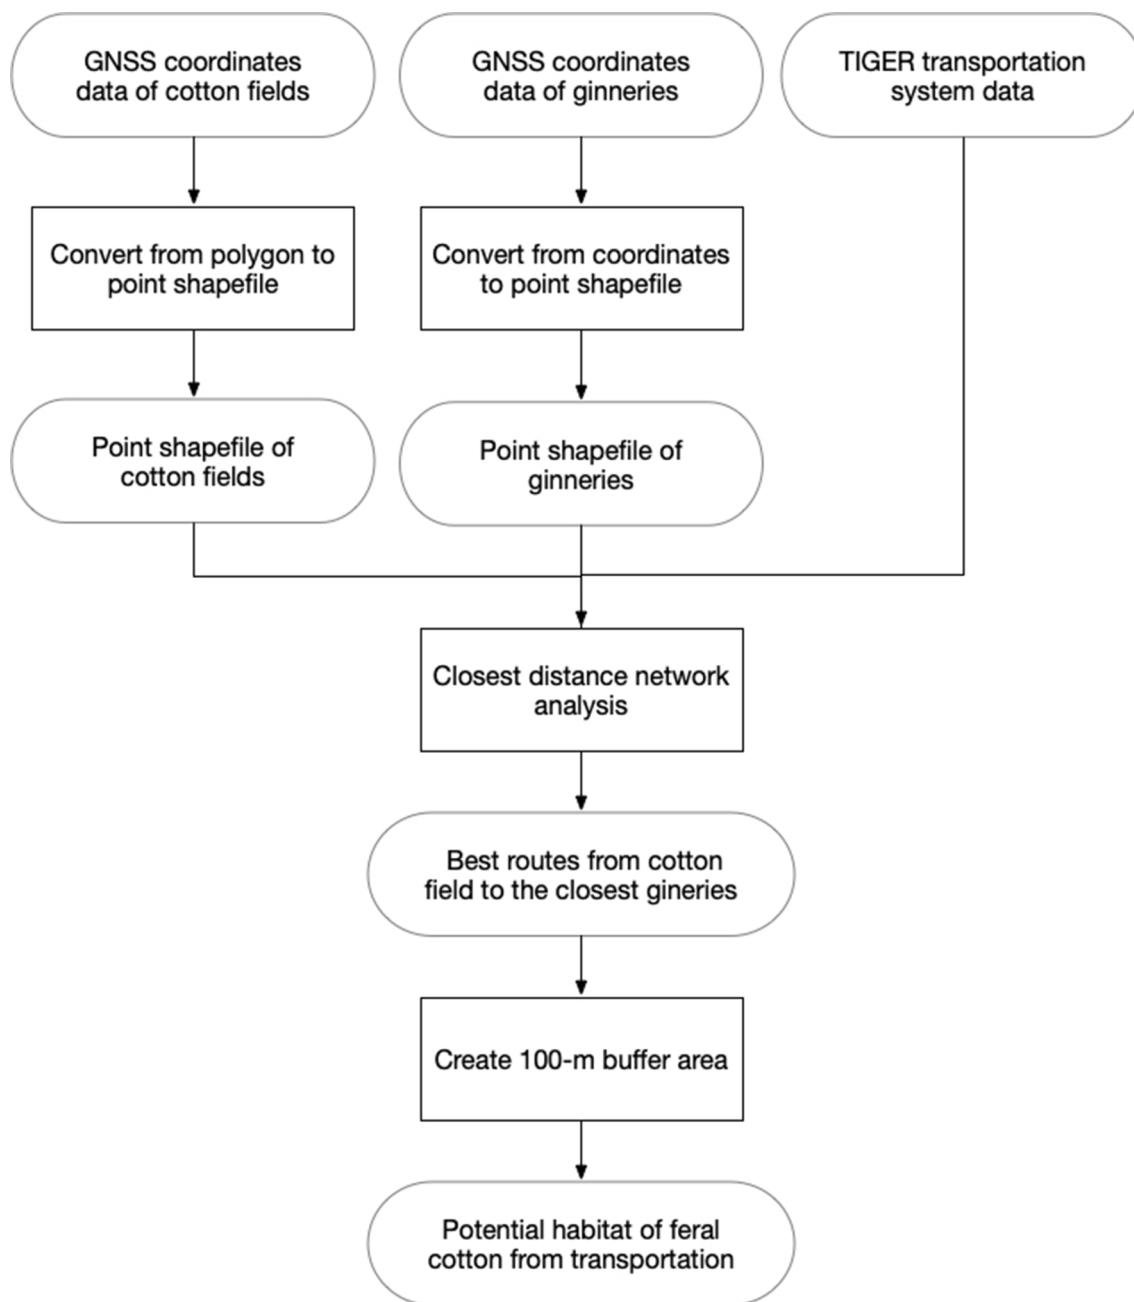 GNSS coordinates
data of cotton fields
GNSS coordinates
data of ginneries
TIGER transportation
system data
Convert from polygon to
point shapefile
Convert from coordinates
to point shapefile
Point shapefile of
cotton fields
Point shapefile of
ginneries
Closest distance network
analysis
Best routes from cotton
field to the closest gineries
Create 100-m buffer area
Potential habitat of feral
cotton from transportation